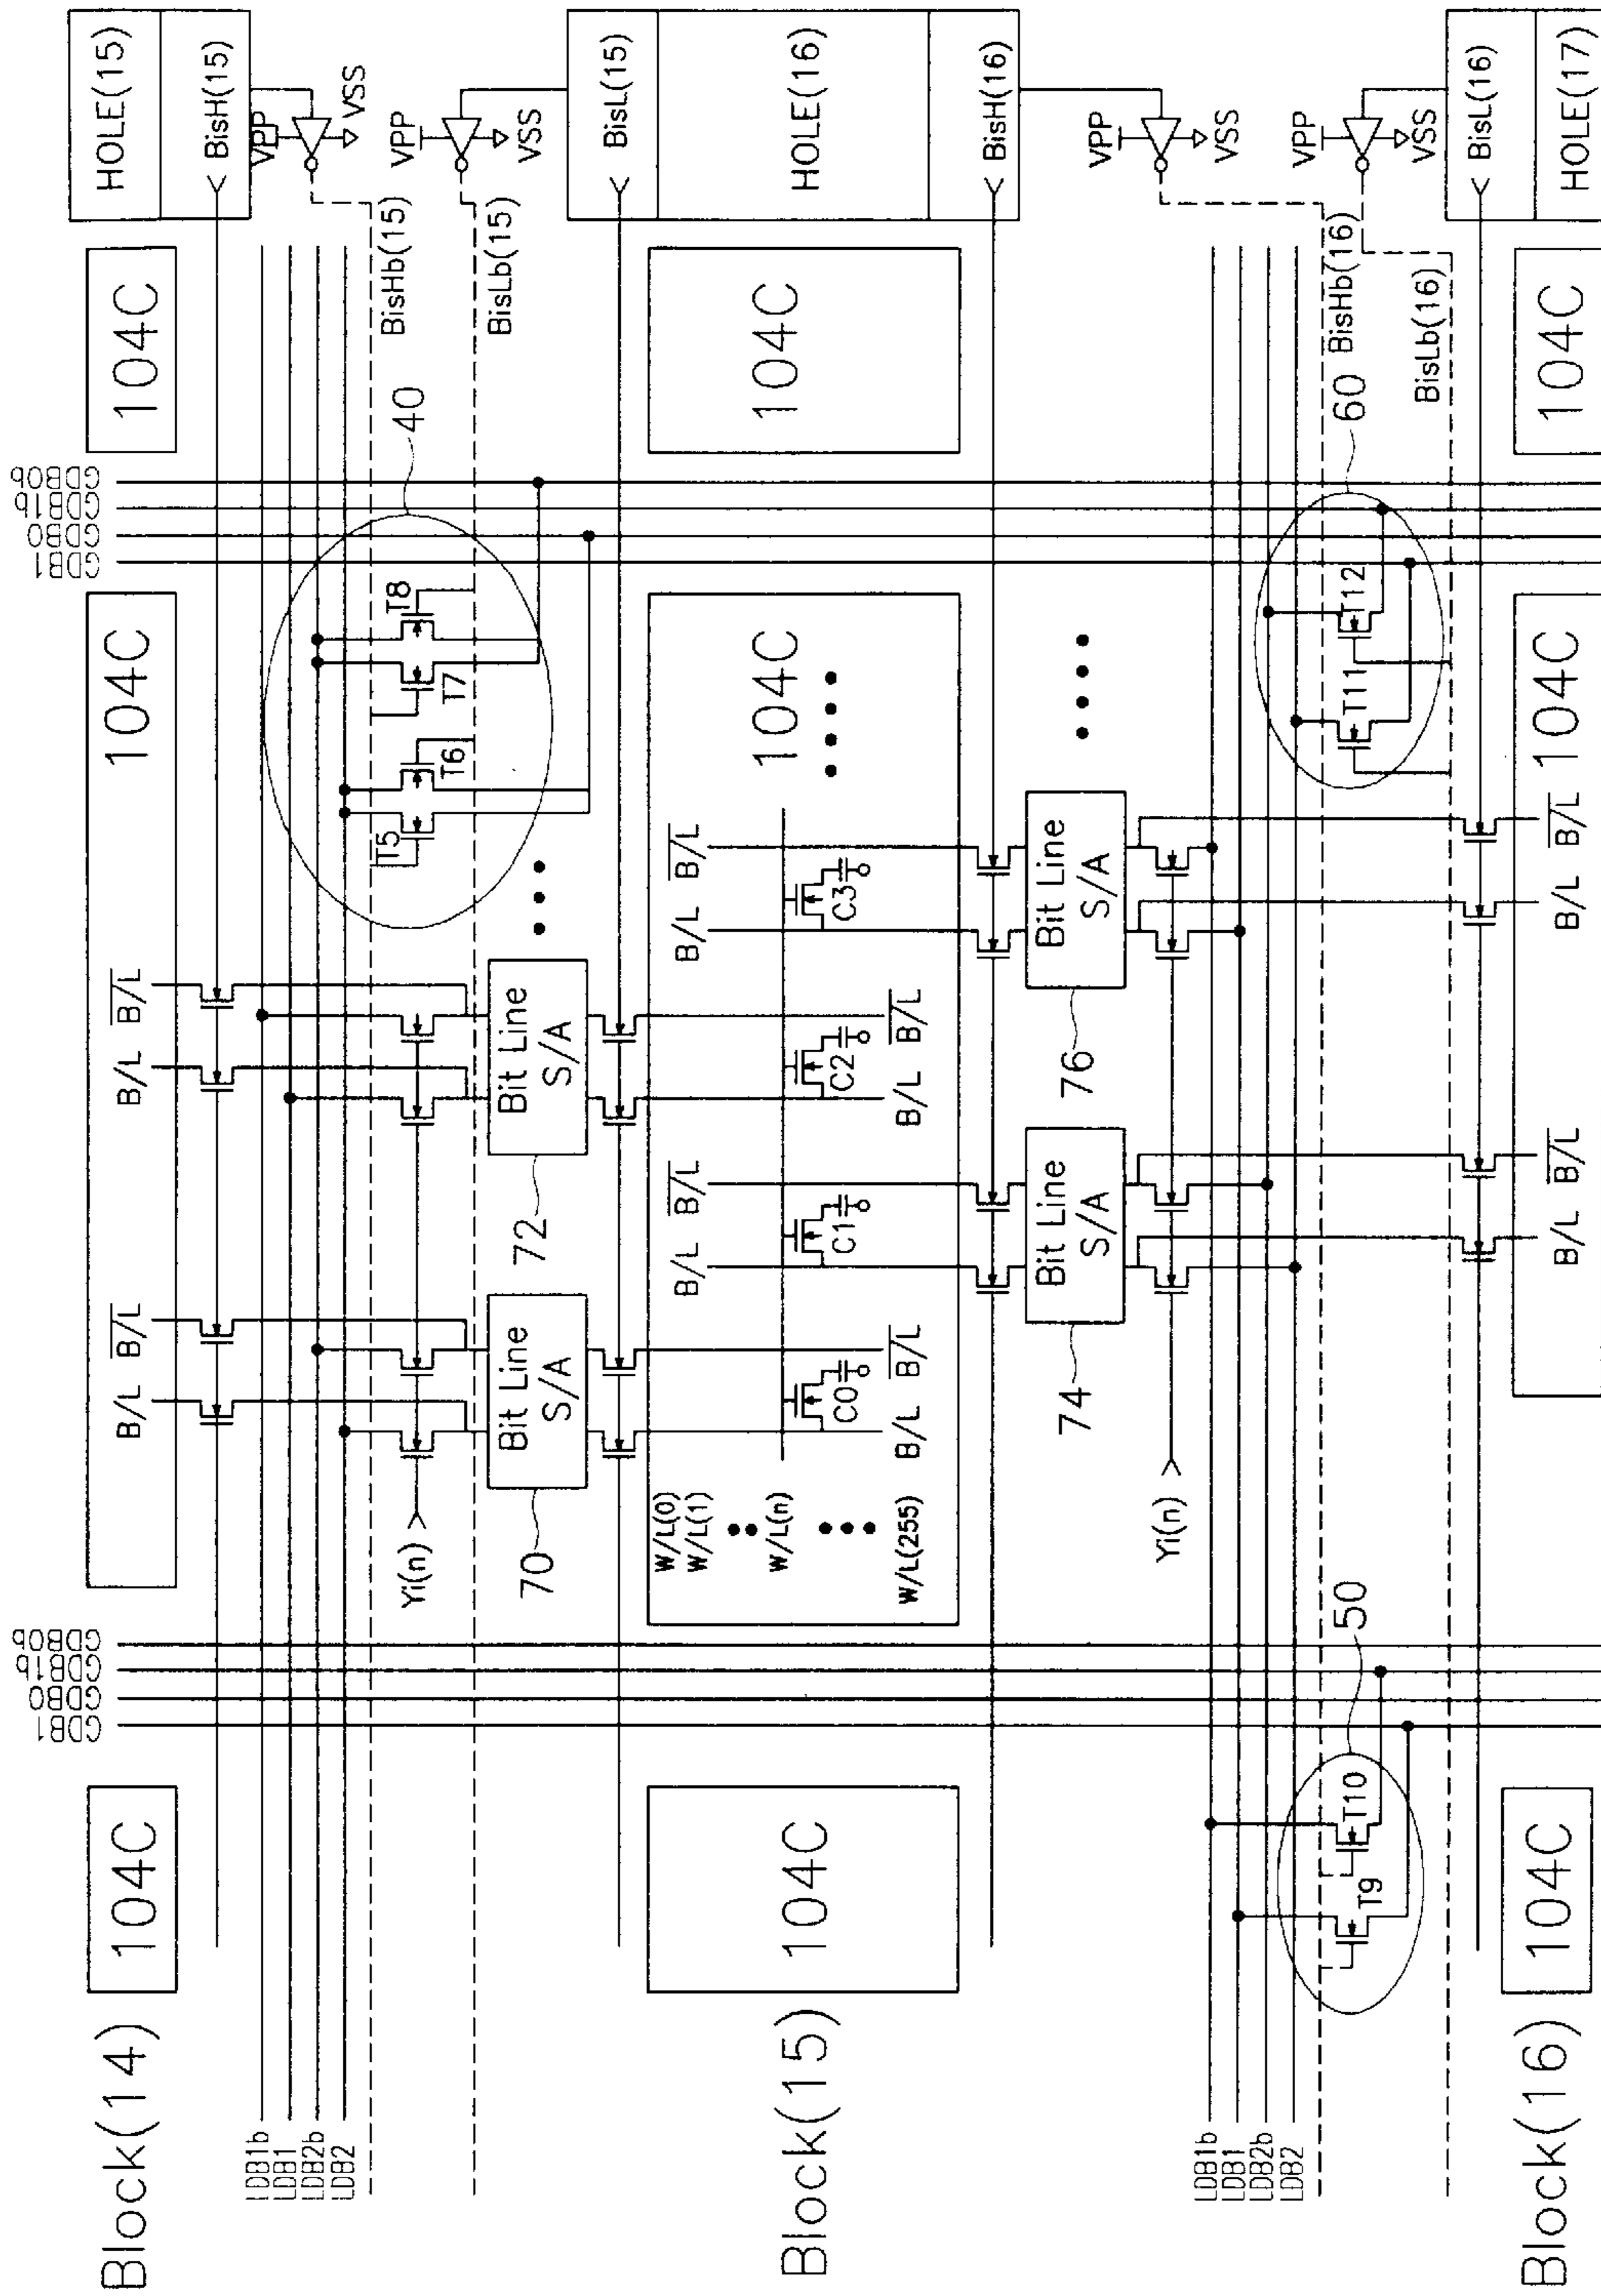 Block(14)
104C
104C
104C
HOLE(15)
BisH(15)
GDB1
GDB0
GDB1b
GDB0b
GDB1
GDB0
GDB1b
GDB0b
B/L
B/L
B/L
B/L
LDB1b
LDB1
LDB2b
LDB2
VPP
VSS
Yi(n)
T5
T6
T7
T8
40
BisHb(15)
VPP
VSS
BisLb(15)
70
Bit Line
S/A
72
Bit Line
S/A
BisL(15)
HOLE(16)
BisH(16)
Block(15)
104C
104C
104C
W/L(0)
W/L(1)
W/L(n)
W/L(255)
B/L
B/L
B/L
B/L
C0
C1
C2
C3
B/L
B/L
B/L
B/L
74
Bit Line
S/A
76
Bit Line
S/A
VPP
VSS
Yi(n)
LDB1b
LDB1
LDB2b
LDB2
50
T9
T10
T11
T12
60
BisHb(16)
VPP
VSS
BisLb(16)
BisL(16)
HOLE(17)
B/L
B/L
B/L
B/L
Block(16)
104C
104C
104C